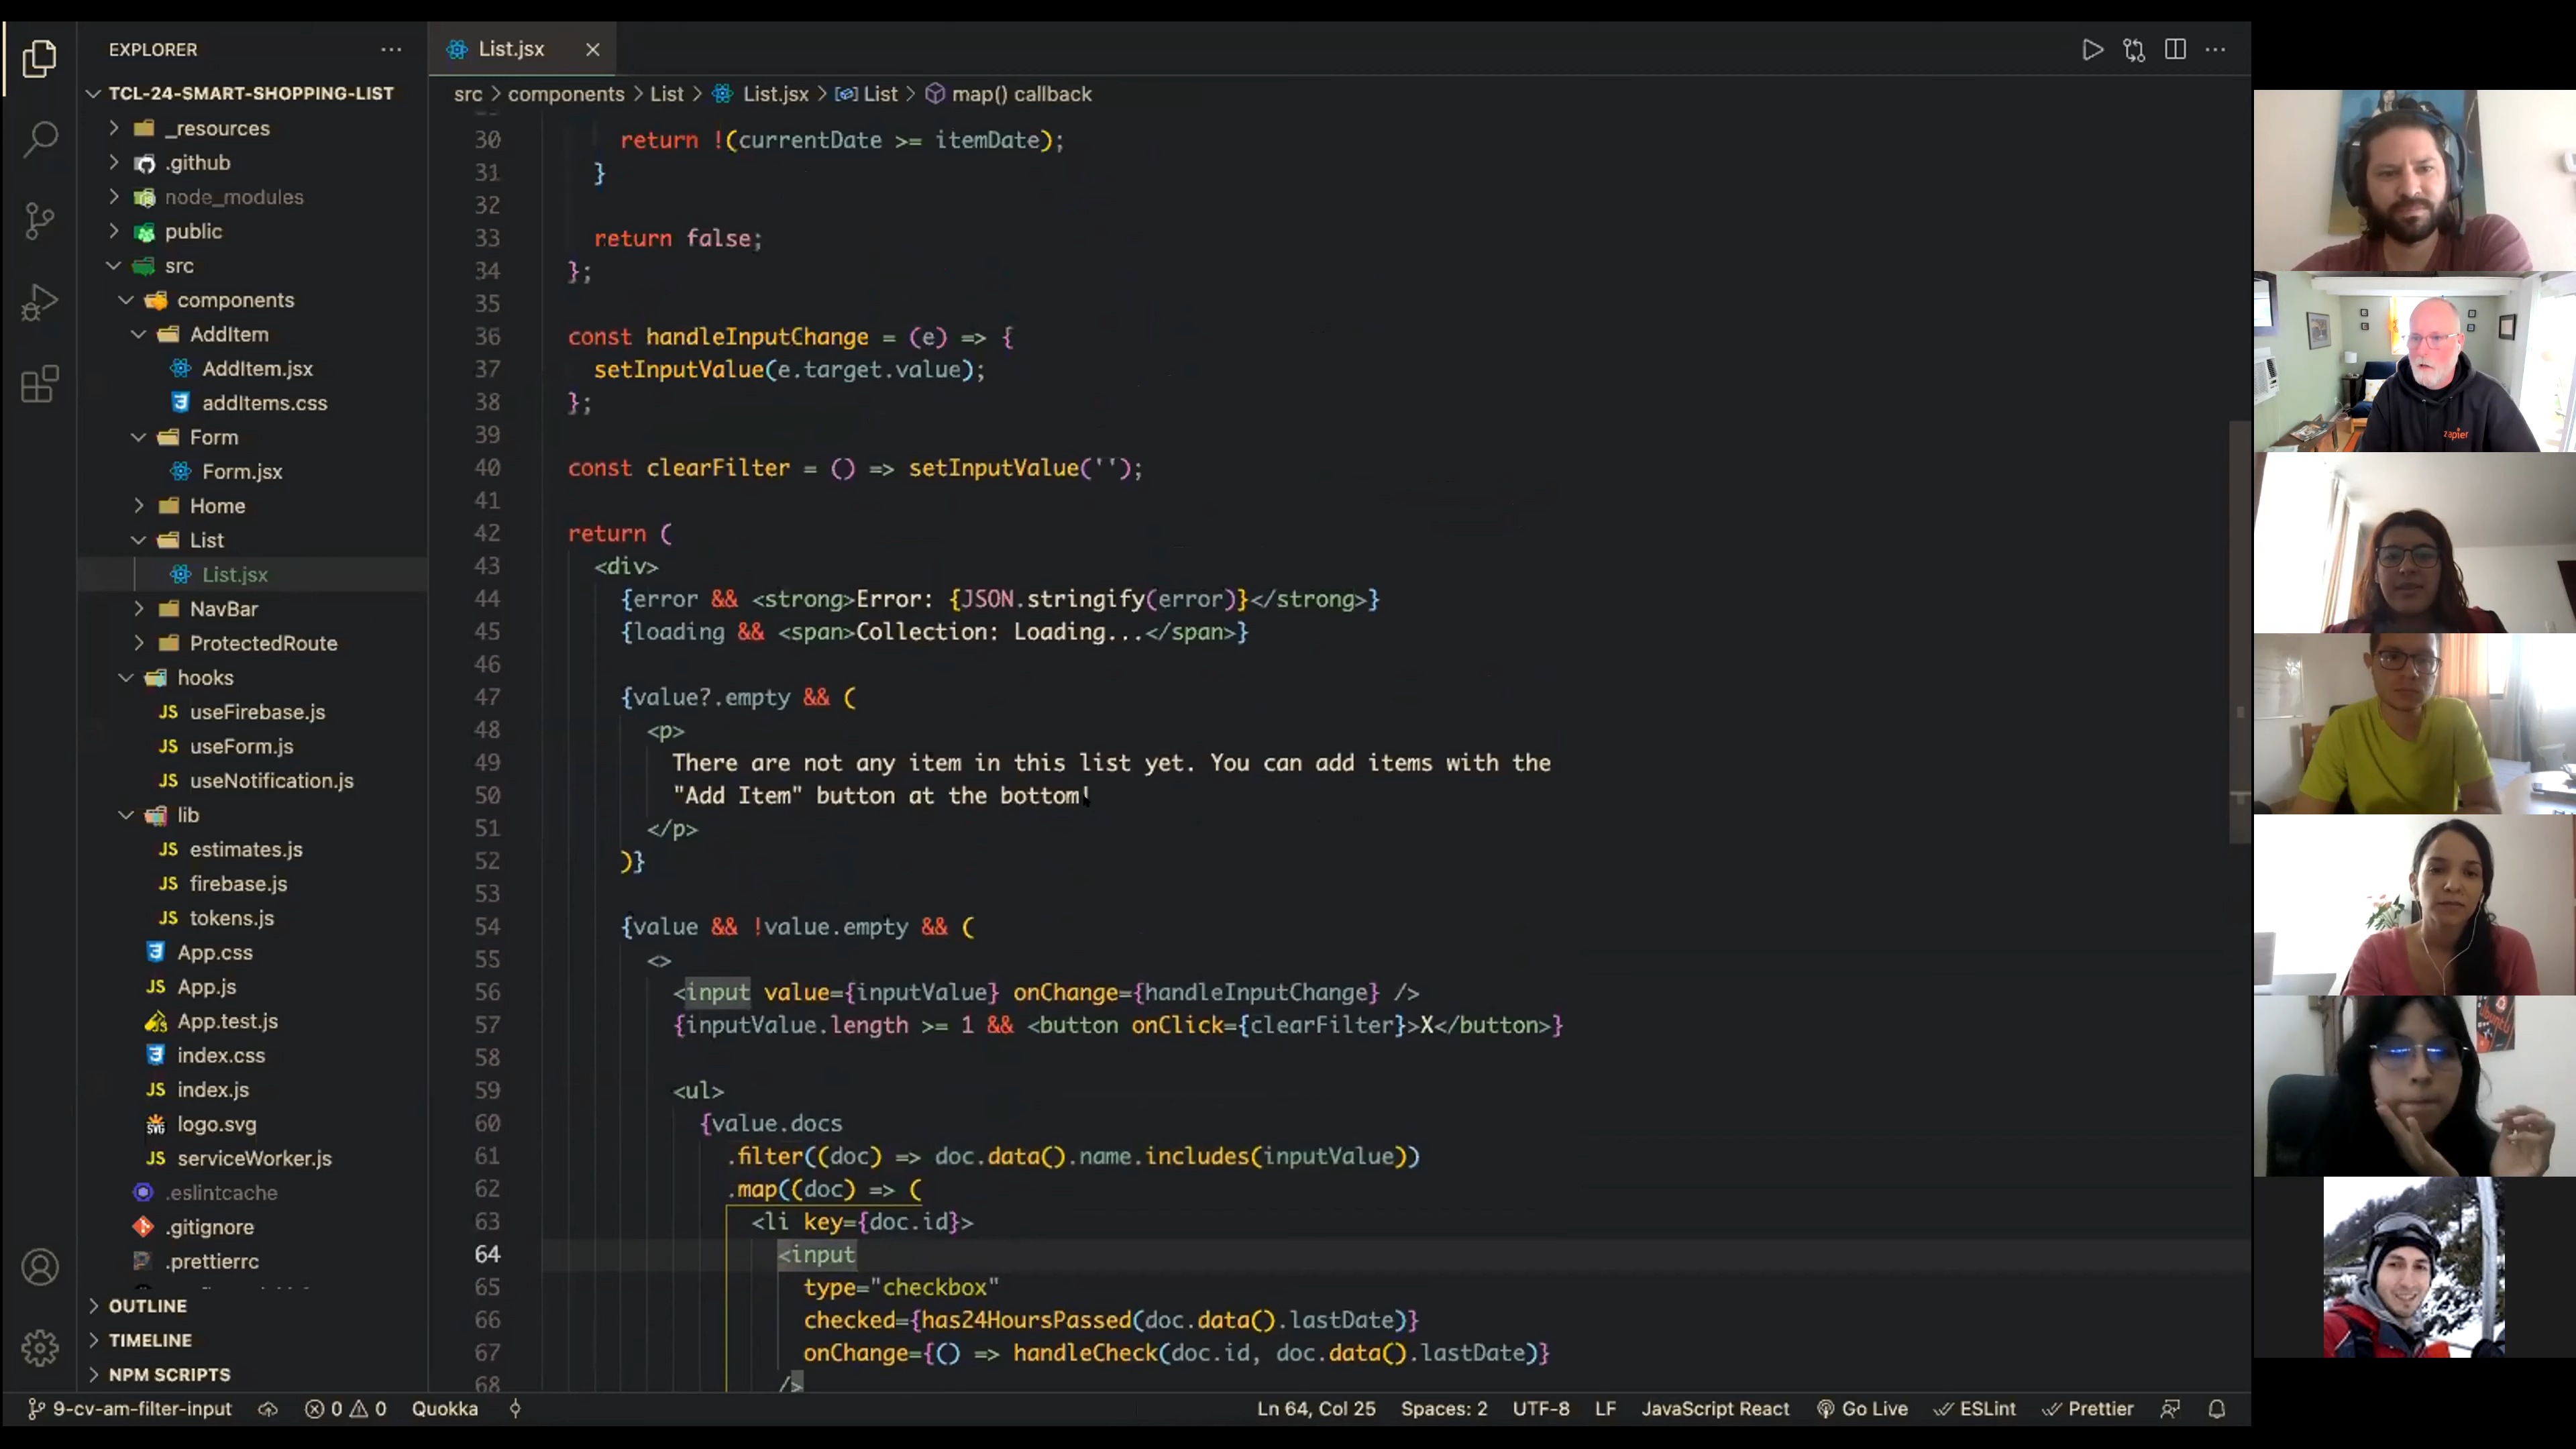 EXPLORER
TCL-24-SMART-SHOPPING-LIST
_resources
.github
node_modules
public
src
components
AddItem
AddItem.jsx
addItems.css
Form
Form.jsx
Home
List
List.jsx
NavBar
ProtectedRoute
hooks
useFirebase.js
useForm.js
useNotification.js
lib
estimates.js
firebase.js
tokens.js
App.css
App.js
App.test.js
index.css
index.js
logo.svg
serviceWorker.js
.eslintcache
.gitignore
.prettierrc
OUTLINE
TIMELINE
NPM SCRIPTS
List.jsx
src > components > List > List.jsx > List > map() callback
30 return !(currentDate >= itemDate);
31 }
32
33 return false;
34 };
35
36 const handleInputChange = (e) => {
37 setInputValue(e.target.value);
38 };
39
40 const clearFilter = () => setInputValue('');
41
42 return (
43 <div>
44 {error && <strong>Error: {JSON.stringify(error)}</strong>}
45 {loading && <span>Collection: Loading...</span>}
46
47 {value?.empty && (
48 <p>
49 There are not any item in this list yet. You can add items with the
50 "Add Item" button at the bottom!
51 </p>
52 )}
53
54 {value && !value.empty && (
55 <>
56 <input value={inputValue} onChange={handleInputChange} />
57 {inputValue.length >= 1 && <button onClick={clearFilter}>X</button>}
58
59 <ul>
60 {value.docs
61 .filter((doc) => doc.data().name.includes(inputValue))
62 .map((doc) => (
63 <li key={doc.id}>
64 <input
65 type="checkbox"
66 checked={has24HoursPassed(doc.data().lastDate)}
67 onChange={() => handleCheck(doc.id, doc.data().lastDate)}
68 />
9-cv-am-filter-input 0 0 Quokka Ln 64, Col 25 Spaces: 2 UTF-8 LF JavaScript React Go Live ESLint Prettier
zapier
ubuntu